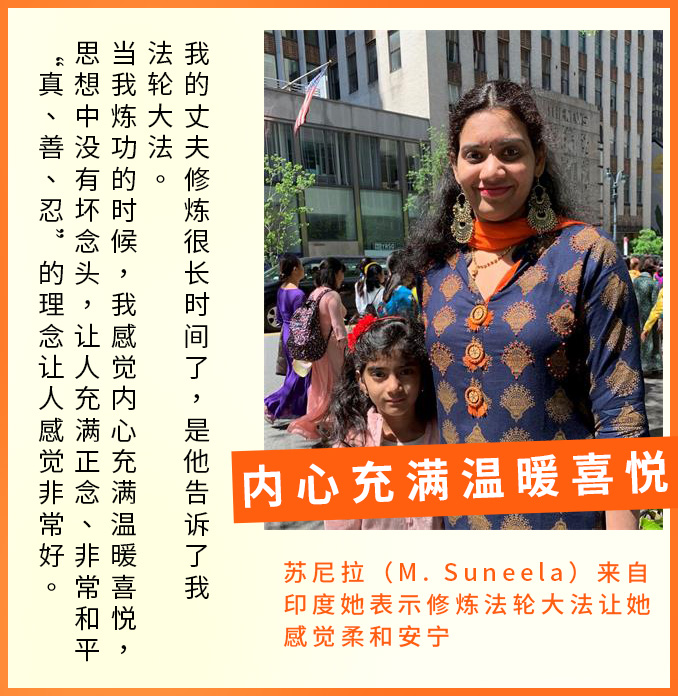 我的丈夫修炼很长时间了，是他告诉了我
法轮大法。
当我炼功的时候，我感觉内心充满温暖喜悦，
思想中没有坏念头，让人充满正念、非常和平
“真、善、忍”的理念让人感觉非常好。
内心充满温暖喜悦
苏尼拉（M. Suneela）来自
印度她表示修炼法轮大法让她
感觉柔和安宁